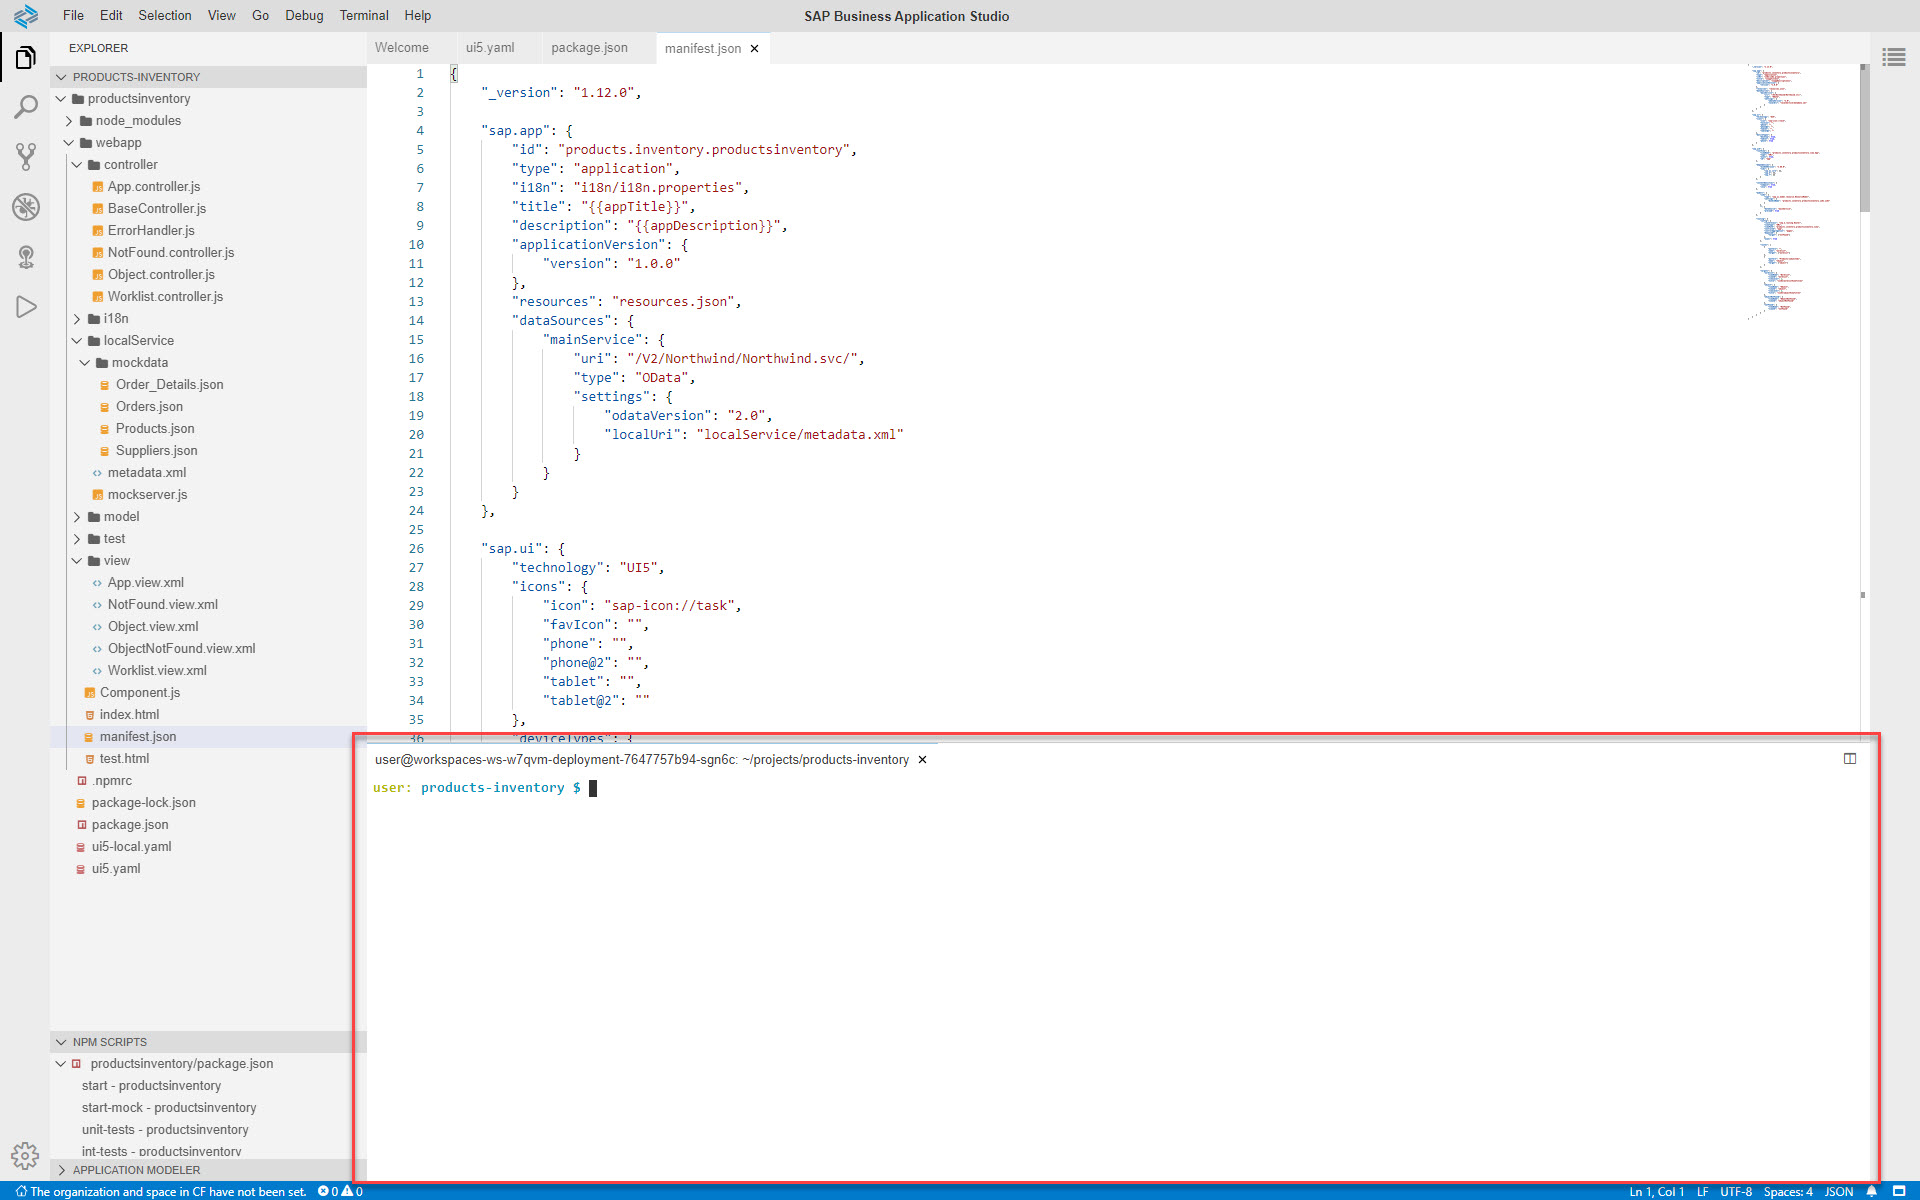 File Edit Selection View Go Debug Terminal Help
SAP Business Application Studio
EXPLORER
PRODUCTS-INVENTORY
productsinventory
node_modules
webapp
controller
App.controller.js
BaseController.js
ErrorHandler.js
NotFound.controller.js
Object.controller.js
Worklist.controller.js
i18n
localService
mockdata
Order_Details.json
Orders.json
Products.json
Suppliers.json
metadata.xml
mockserver.js
model
test
view
App.view.xml
NotFound.view.xml
Object.view.xml
ObjectNotFound.view.xml
Worklist.view.xml
Component.js
index.html
manifest.json
test.html
.npmrc
package-lock.json
package.json
ui5-local.yaml
ui5.yaml
NPM SCRIPTS
productsinventory/package.json
start - productsinventory
start-mock - productsinventory
unit-tests - productsinventory
int-tests - productsinventory
APPLICATION MODELER
Welcome ui5.yaml package.json manifest.json ×
1 {
2 "_version": "1.12.0",
3
4 "sap.app": {
5 "id": "products.inventory.productsinventory",
6 "type": "application",
7 "i18n": "i18n/i18n.properties",
8 "title": "{{appTitle}}",
9 "description": "{{appDescription}}",
10 "applicationVersion": {
11 "version": "1.0.0"
12 },
13 "resources": "resources.json",
14 "dataSources": {
15 "mainService": {
16 "uri": "/V2/Northwind/Northwind.svc/",
17 "type": "OData",
18 "settings": {
19 "odataVersion": "2.0",
20 "localUri": "localService/metadata.xml"
21 }
22 }
23 }
24 },
25
26 "sap.ui": {
27 "technology": "UI5",
28 "icons": {
29 "icon": "sap-icon://task",
30 "favIcon": "",
31 "phone": "",
32 "phone@2": "",
33 "tablet": "",
34 "tablet@2": ""
35 },
36 "deviceTypes": {
user@workspaces-ws-w7qvm-deployment-7647757b94-sgn6c: ~/projects/products-inventory ×
user: products-inventory $
The organization and space in CF have not been set. 0 0
Ln 1, Col 1 LF UTF-8 Spaces: 4 JSON